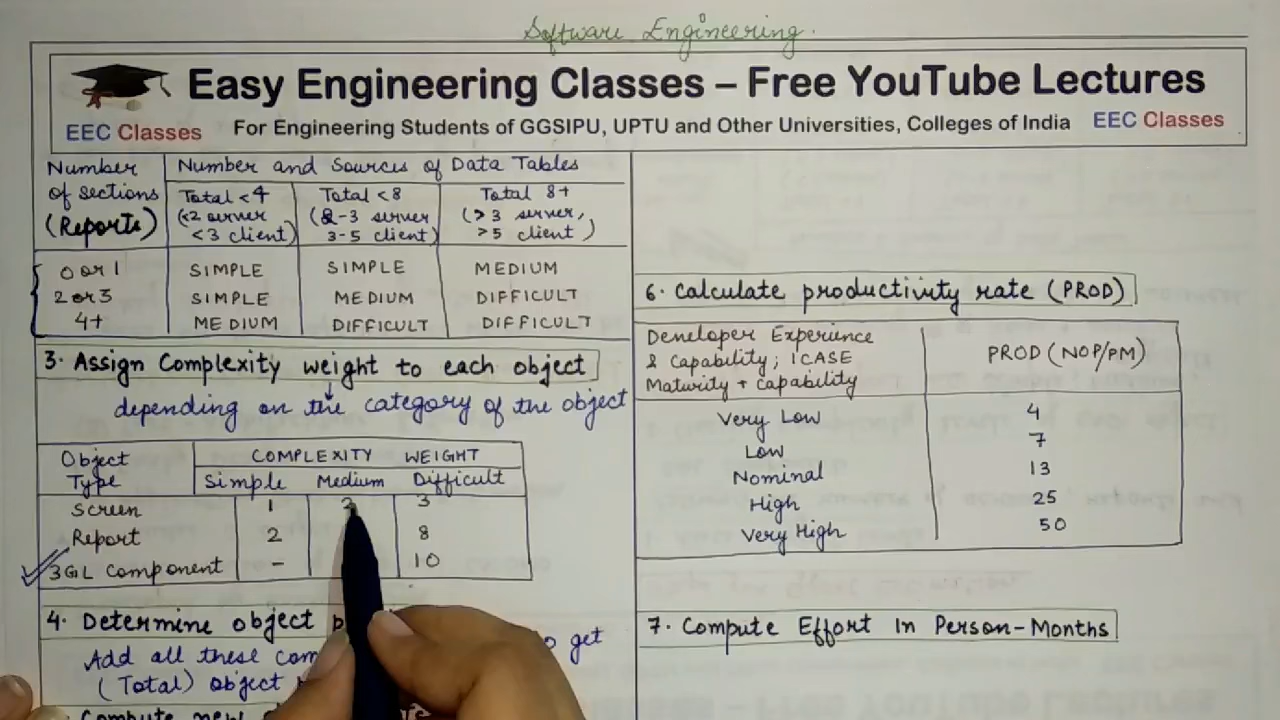 Software Engineering.
Easy Engineering Classes – Free YouTube Lectures
EEC Classes
For Engineering Students of GGSIPU, UPTU and Other Universities, Colleges of India
EEC Classes
Number of sections (Reports)
Number and Sources of Data Tables
Total <4 (<2 server <3 client)
Total <8 (2-3 server 3-5 client)
Total 8+ (>3 server, >5 client)
0 or 1 SIMPLE SIMPLE MEDIUM
2 or 3 SIMPLE MEDIUM DIFFICULT
4+ MEDIUM DIFFICULT DIFFICULT
3. Assign Complexity weight to each object
depending on the category of the object
Object Type
COMPLEXITY WEIGHT
Simple Medium Difficult
Screen 1 2 3
Report 2 8
3GL Component - 10
4. Determine object
Add all these to get
(Total) object
6. Calculate productivity rate (PROD)
Developer Experience
& Capability; ICASE
Maturity + capability
PROD (NOP/PM)
Very Low 4
Low 7
Nominal 13
High 25
Very High 50
7. Compute Effort in Person-Months